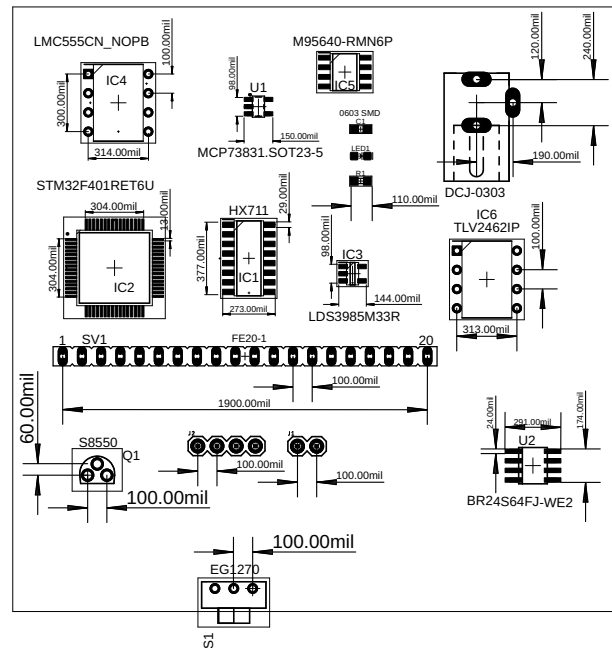 LMC555CN_NOPB
100.00mil
IC4
300.00mil
314.00mil
98.00mil
U1
150.00mil
MCP73831.SOT23-5
M95640-RMN6P
IC5
0603 SMD
C1
LED1
R1
110.00mil
120.00mil
240.00mil
190.00mil
DCJ-0303
STM32F401RET6U
304.00mil
13.00mil
304.00mil
IC2
HX711
29.00mil
377.00mil
IC1
273.00mil
98.00mil
IC3
144.00mil
LDS3985M33R
IC6
TLV2462IP
100.00mil
313.00mil
1
SV1
FE20-1
20
100.00mil
1900.00mil
60.00mil
S8550
Q1
100.00mil
J2
100.00mil
J1
100.00mil
24.00mil
291.00mil
U2
174.00mil
BR24S64FJ-WE2
100.00mil
EG1270
S1